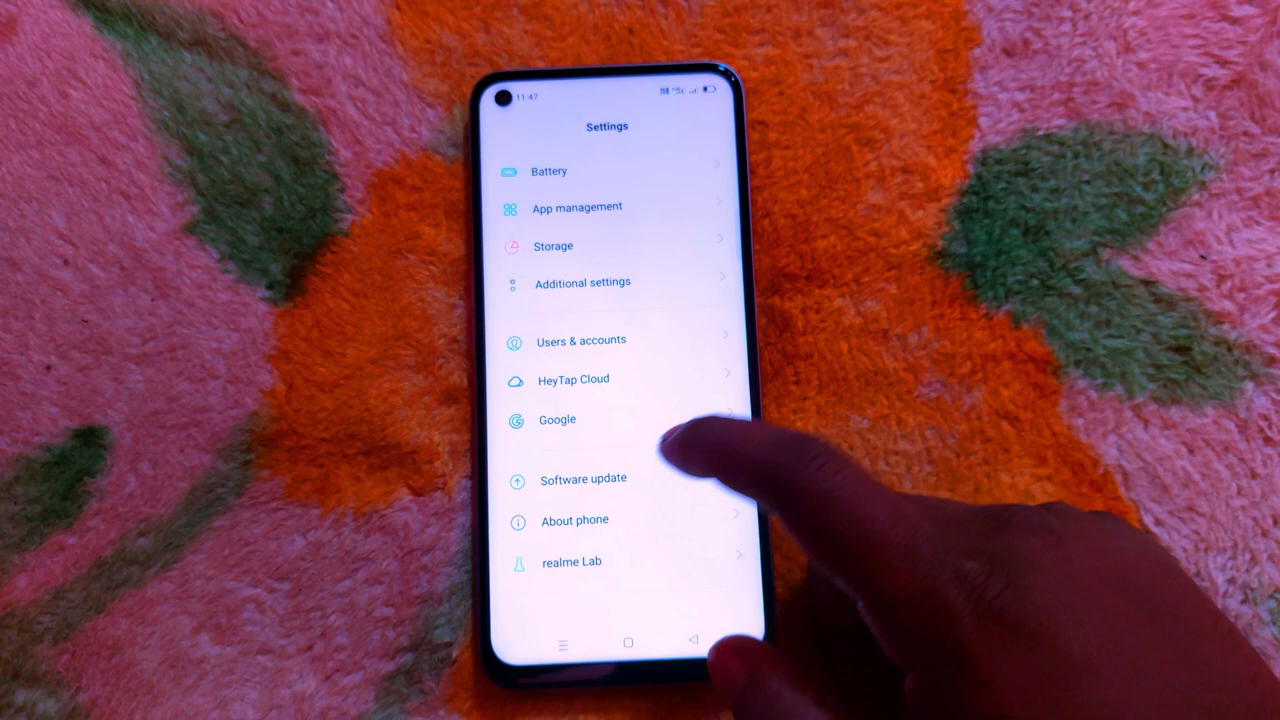 11:47
Settings
Battery
App management
Storage
Additional settings
Users & accounts
HeyTap Cloud
Google
Software update
About phone
realme Lab